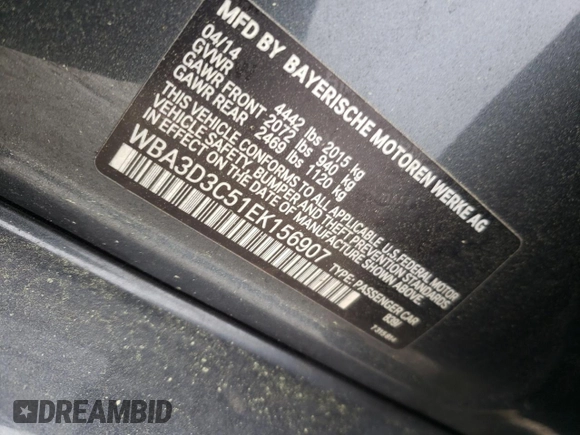 MFD BY BAYERISCHE MOTOREN WERKE AG
04/14
GVWR 4442 lbs 2015 kg
GAWR FRONT 2072 lbs 940 kg
GAWR REAR 2469 lbs 1120 kg
THIS VEHICLE CONFORMS TO ALL APPLICABLE U.S. FEDERAL MOTOR
VEHICLE SAFETY, BUMPER AND THEFT PREVENTION STANDARDS
IN EFFECT ON THE DATE OF MANUFACTURE SHOWN ABOVE.
WBA3D3C51EK156907
TYPE: PASSENGER CAR
DREAMBID